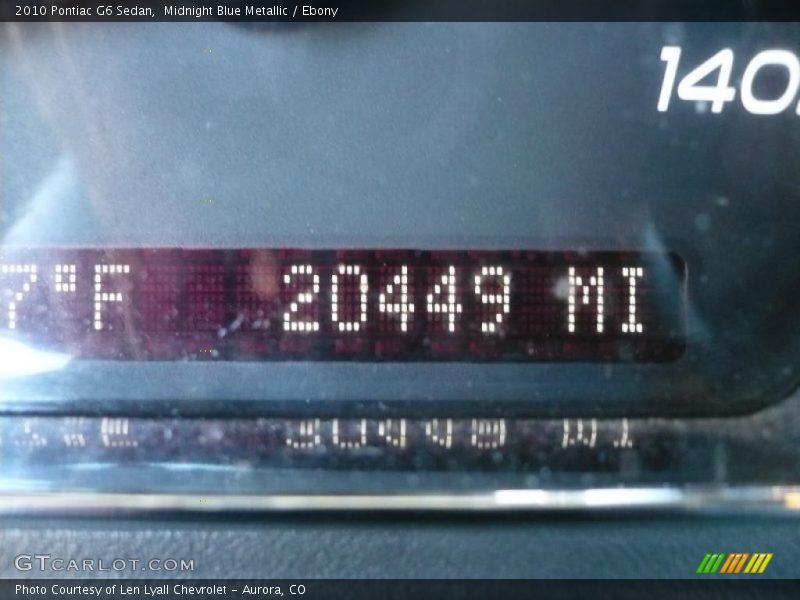 2010 Pontiac G6 Sedan,  Midnight Blue Metallic / Ebony
140
7°F 20449 MI
GTCARLOT.COM
Photo Courtesy of Len Lyall Chevrolet - Aurora, CO